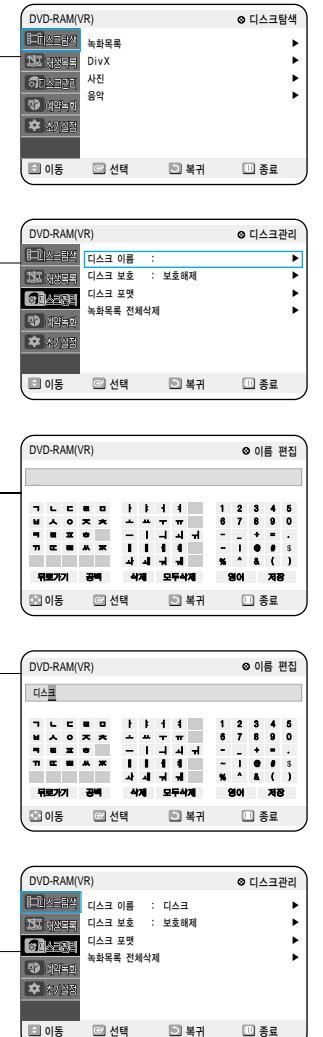 DVD-RAM(VR) 디스크탐색
디스크탐색 녹화목록 ▶
재생목록 DivX ▶
디스크관리 사진 ▶
예약녹화 음악 ▶
초기설정
이동 선택 복귀 종료
DVD-RAM(VR) 디스크관리
디스크탐색 디스크 이름 : ▶
재생목록 디스크 보호 : 보호해제 ▶
디스크관리 디스크 포맷 ▶
예약녹화 녹화목록 전체삭제 ▶
초기설정
이동 선택 복귀 종료
DVD-RAM(VR) 이름 편집
ㄱ ㄴ ㄷ ㄹ ㅁ ㅏ ㅑ ㅓ ㅕ 1 2 3 4 5
ㅂ ㅅ ㅇ ㅈ ㅊ ㅗ ㅛ ㅜ ㅠ 6 7 8 9 0
ㅋ ㅌ ㅍ ㅎ ㅡ ㅣ ㅢ ㅚ ㅟ - _ + = .
ㄲ ㄸ ㅃ ㅆ ㅉ ㅐ ㅒ ㅔ ㅖ ~ ! @ # $
ㅘ ㅙ ㅝ ㅞ % ^ & ( )
뒤로가기 공백 삭제 모두삭제 영어 저장
이동 선택 복귀 종료
DVD-RAM(VR) 이름 편집
디스크
ㄱ ㄴ ㄷ ㄹ ㅁ ㅏ ㅑ ㅓ ㅕ 1 2 3 4 5
ㅂ ㅅ ㅇ ㅈ ㅊ ㅗ ㅛ ㅜ ㅠ 6 7 8 9 0
ㅋ ㅌ ㅍ ㅎ ㅡ ㅣ ㅢ ㅚ ㅟ - _ + = .
ㄲ ㄸ ㅃ ㅆ ㅉ ㅐ ㅒ ㅔ ㅖ ~ ! @ # $
ㅘ ㅙ ㅝ ㅞ % ^ & ( )
뒤로가기 공백 삭제 모두삭제 영어 저장
이동 선택 복귀 종료
DVD-RAM(VR) 디스크관리
디스크탐색 디스크 이름 : 디스크 ▶
재생목록 디스크 보호 : 보호해제 ▶
디스크관리 디스크 포맷 ▶
예약녹화 녹화목록 전체삭제 ▶
초기설정
이동 선택 복귀 종료